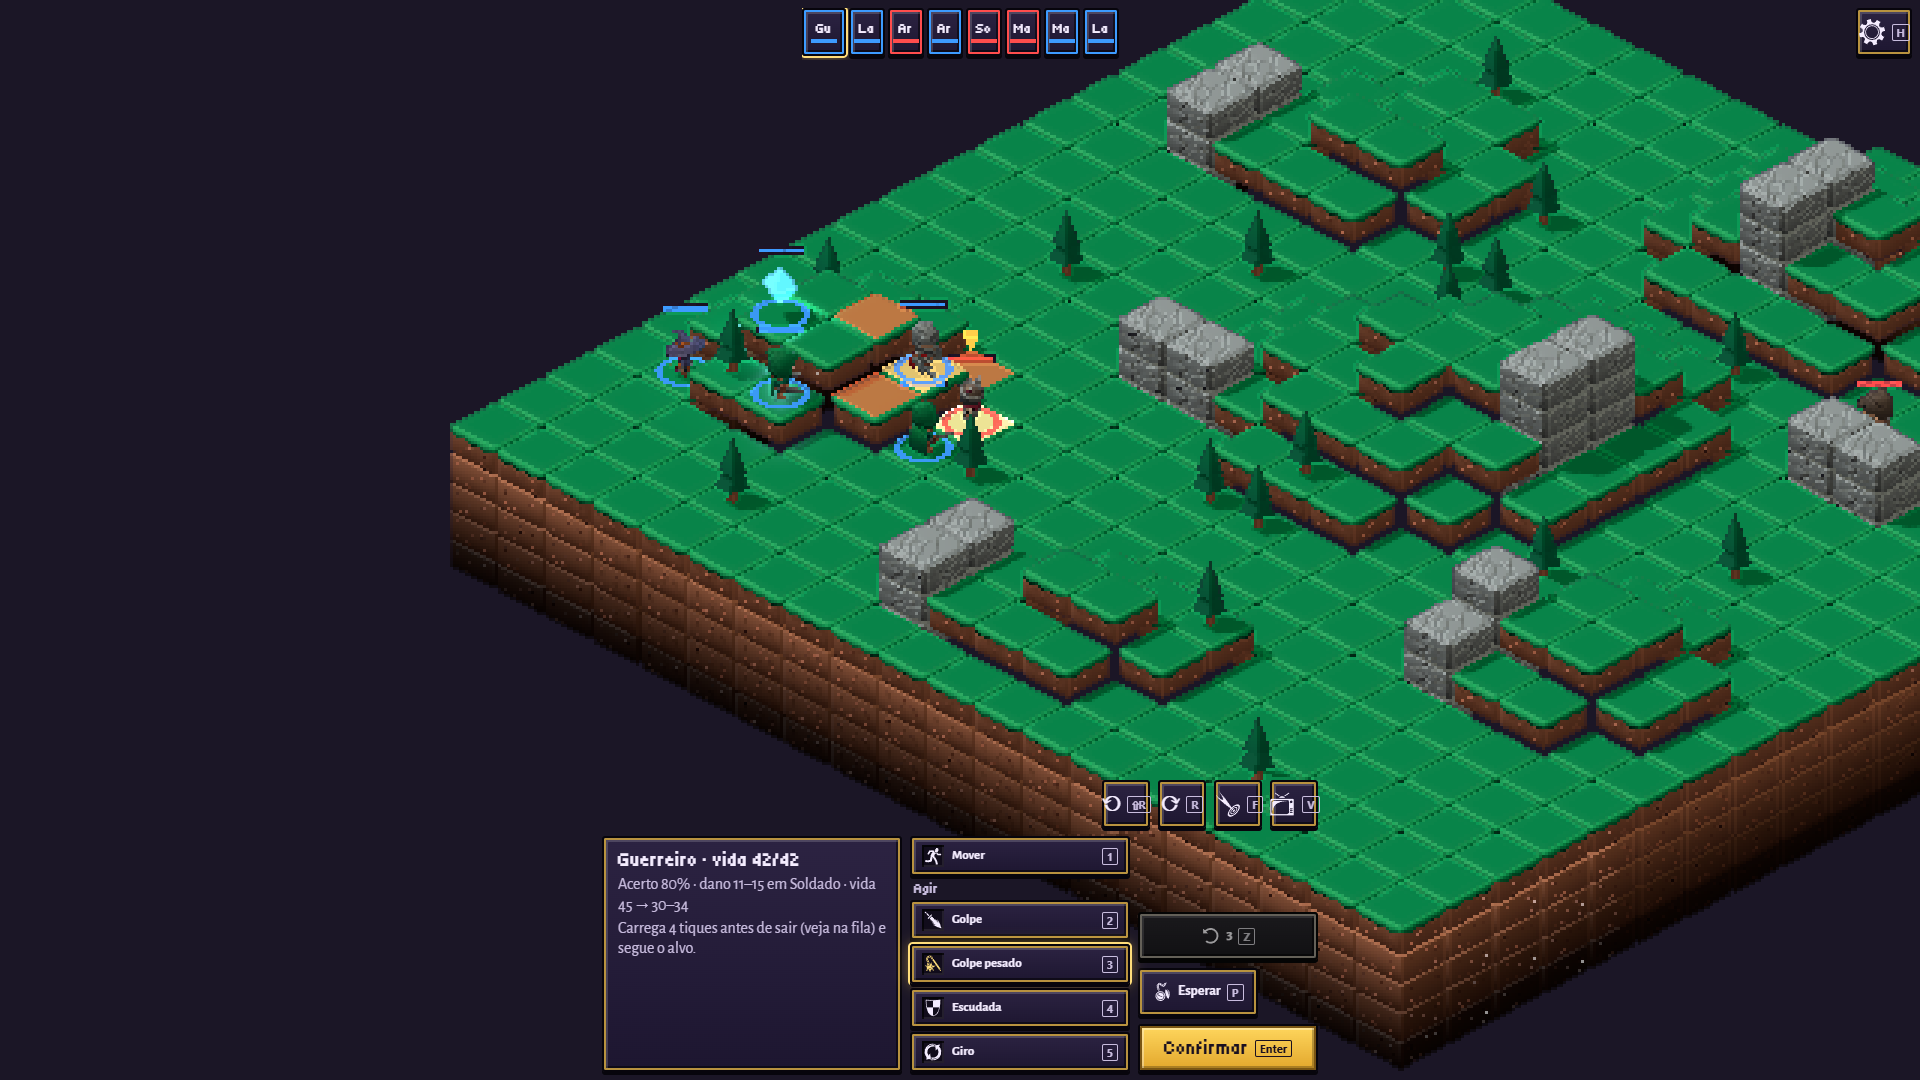 Gu La Ar Ar So Ma Ma La
H
R R F V
Guerreiro · vida 42/42
Acerto 80% · dano 11–15 em Soldado · vida
45 → 30–34
Carrega 4 tiques antes de sair (veja na fila) e
segue o alvo.
Mover 1
Agir
Golpe 2
Golpe pesado 3
Escudada 4
Giro 5
3 Z
Esperar P
Confirmar Enter